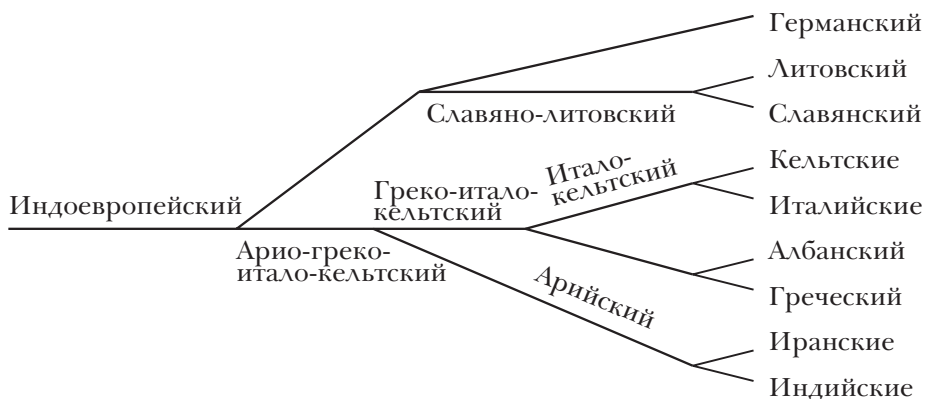 Германский
Литовский
Славяно-литовский
Славянский
Итало-
кельтский
Кельтские
Греко-итало-
кельтский
Италийские
Индоевропейский
Арио-греко-
итало-кельтский
Албанский
Арийский
Греческий
Иранские
Индийские